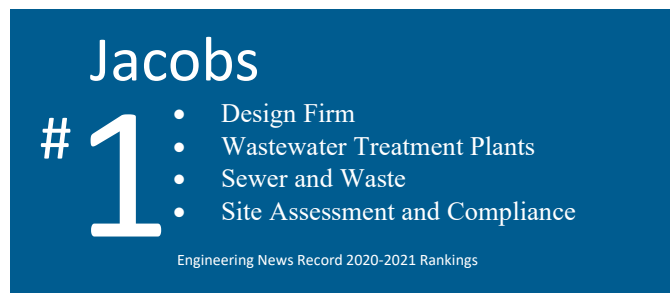 Jacobs
#1
• Design Firm
• Wastewater Treatment Plants
• Sewer and Waste
• Site Assessment and Compliance
Engineering News Record 2020-2021 Rankings